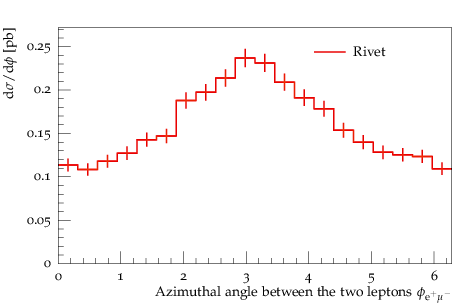 dσ/dϕ [pb]
0.25
0.2
0.15
0.1
0.05
0
Rivet
0 1 2 3 4 5 6
Azimuthal angle between the two leptons ϕ_{e⁺μ⁻}